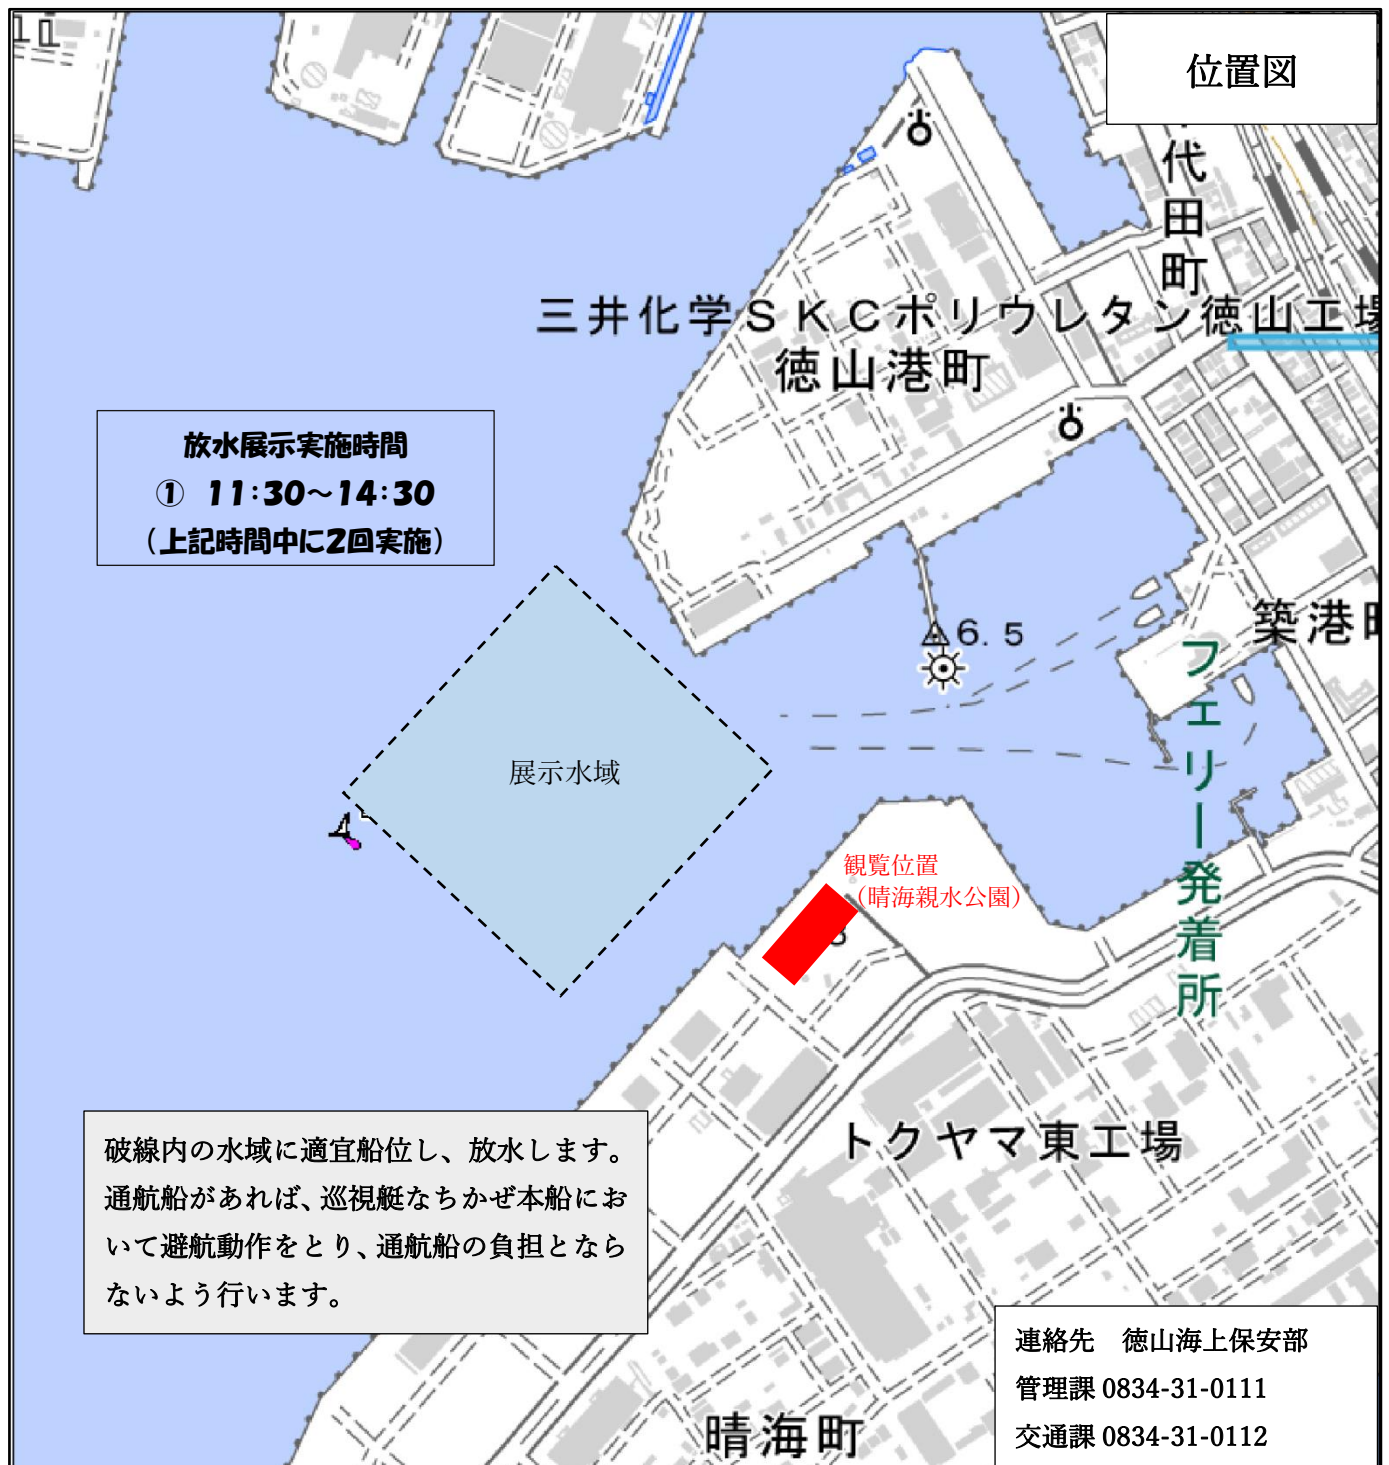 位置図
代田町
三井化学ＳＫＣポリウレタン徳山工場
徳山港町
放水展示実施時間
① 11:30～14:30
（上記時間中に2回実施）
6.5
築港町
フェリー発着所
展示水域
観覧位置
（晴海親水公園）
破線内の水域に適宜船位し、放水します。
通航船があれば、巡視艇なちかぜ本船にお
いて避航動作をとり、通航船の負担となら
ないよう行います。
トクヤマ東工場
晴海町
連絡先　徳山海上保安部
管理課 0834-31-0111
交通課 0834-31-0112